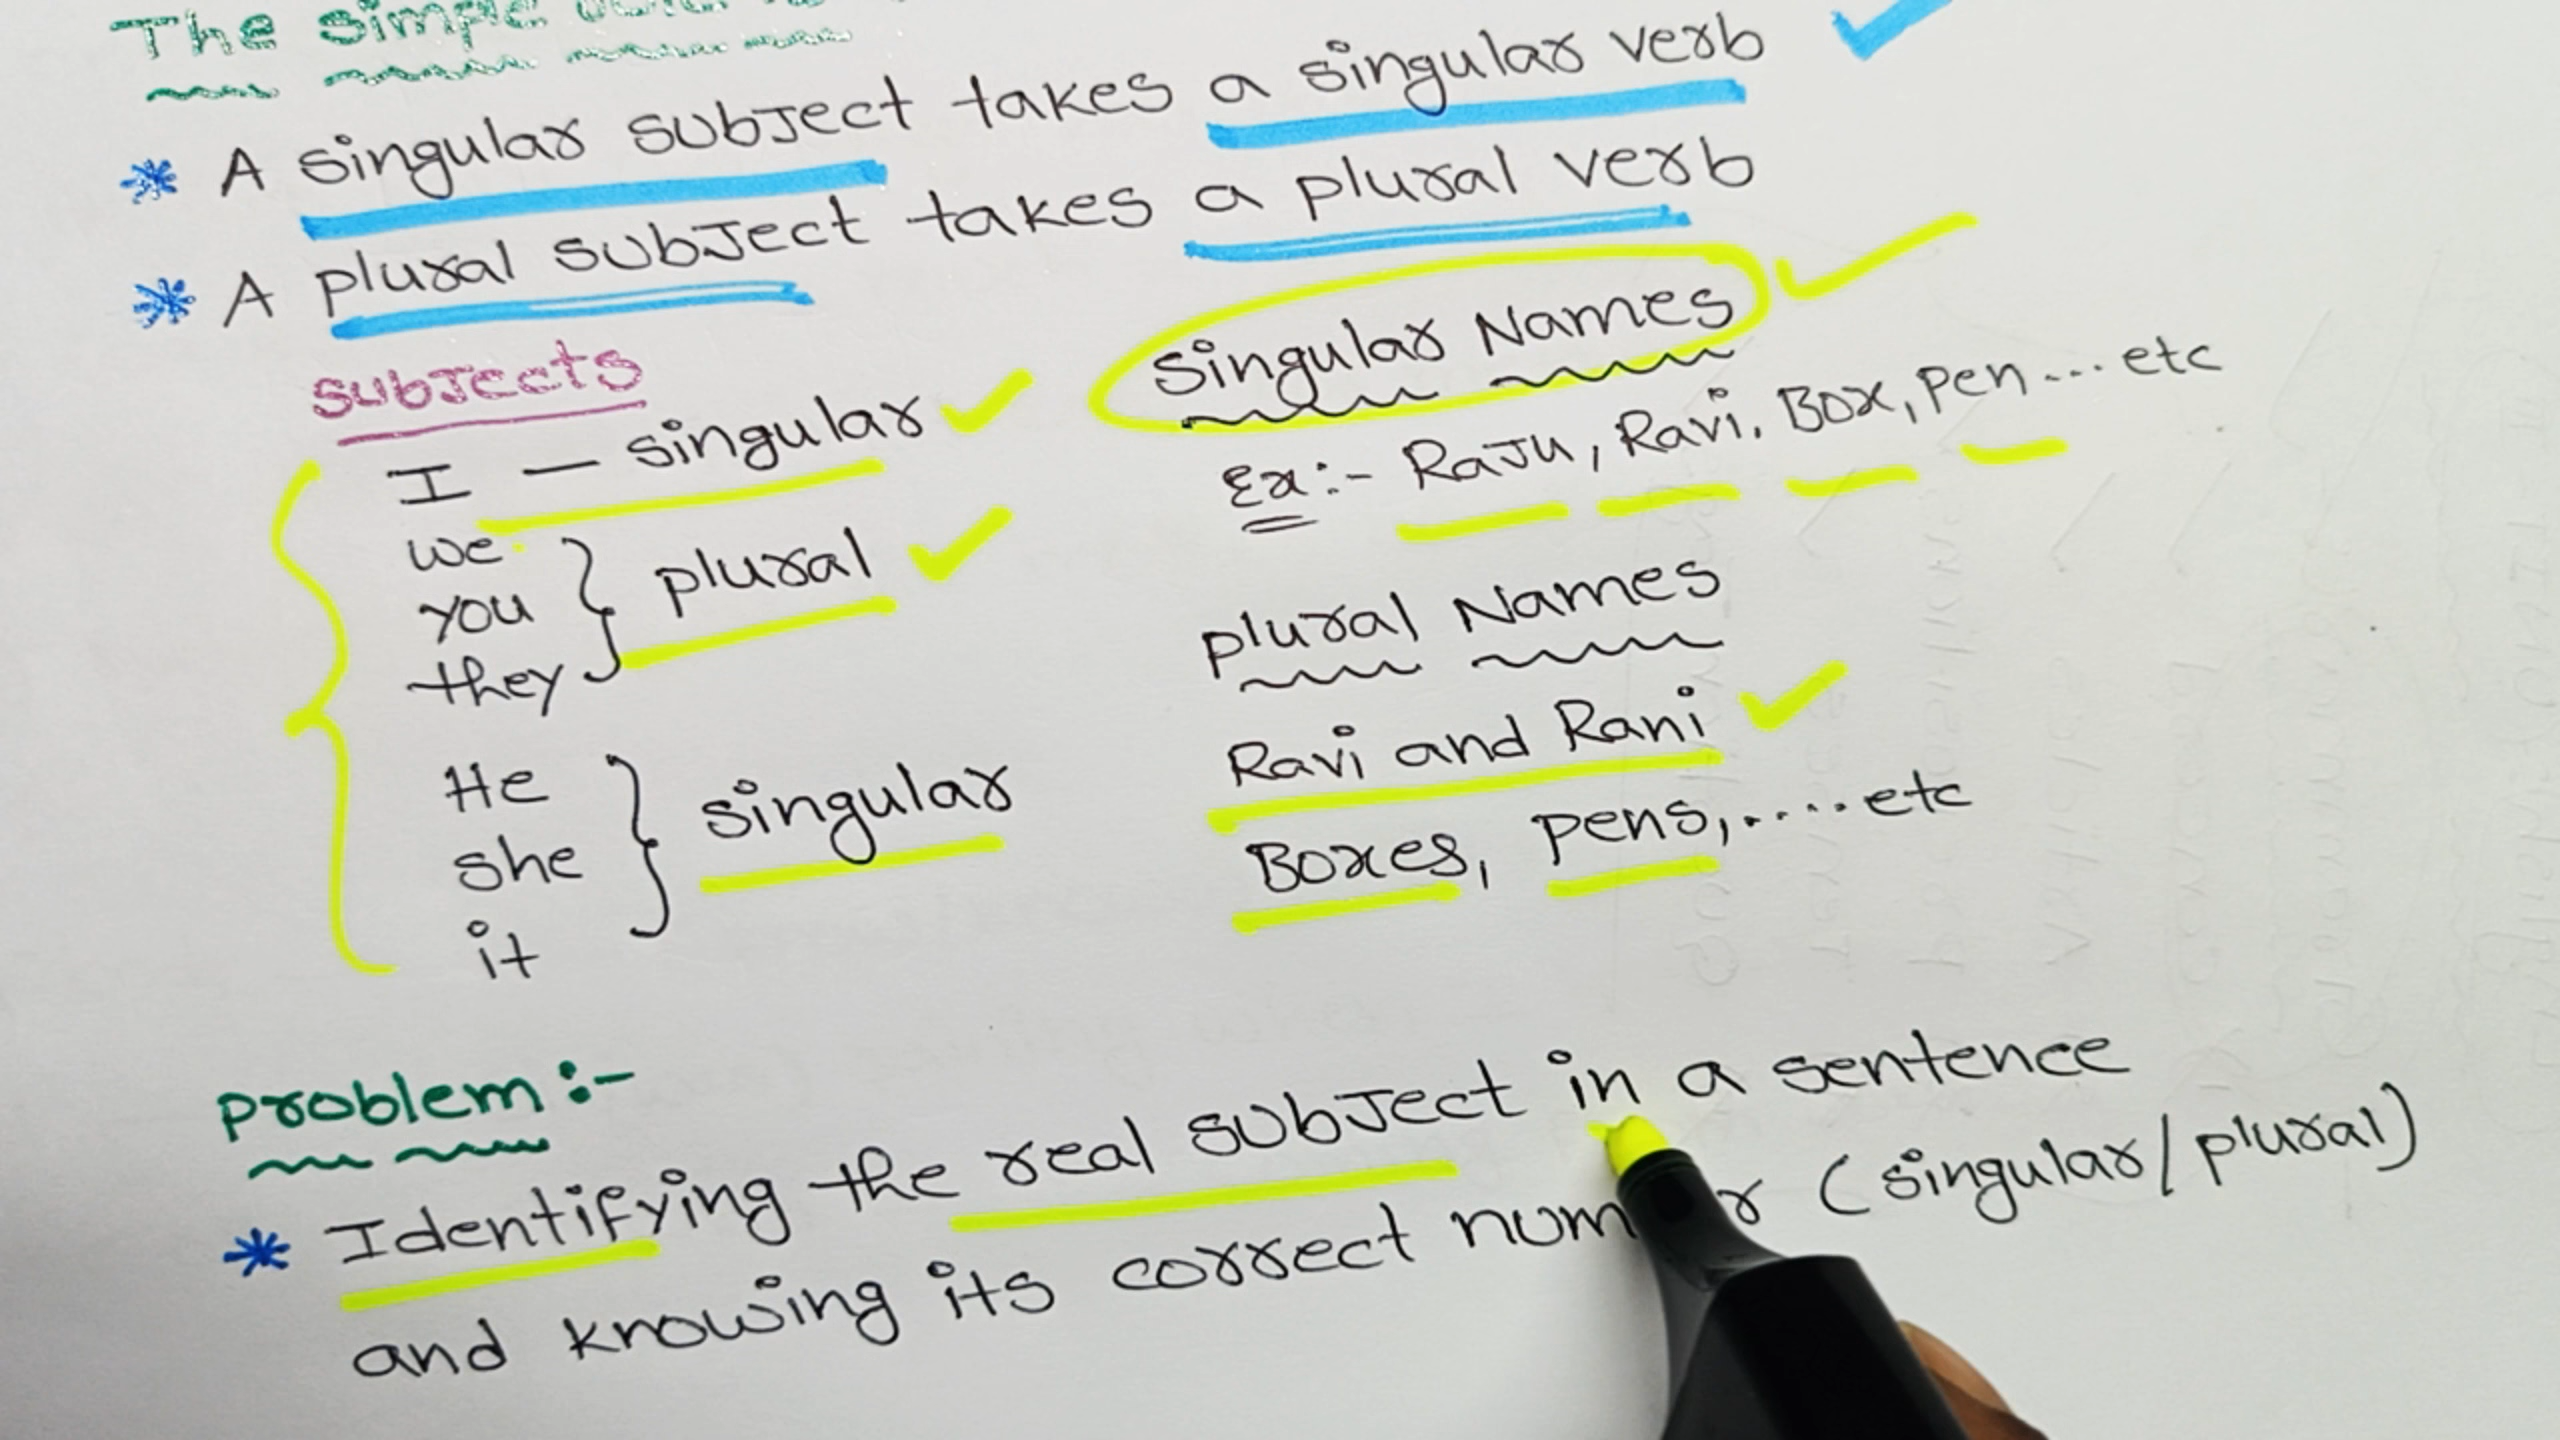 The simple
* A singular subject takes a singular verb
* A plural subject takes a plural verb
subjects
I – singular
we
you
they
plural
He
she
it
singular
singular Names
Ex:- Raju, Ravi, Box, pen...etc
plural Names
Ravi and Rani
Boxes, pens,.....etc
problem:-
* Identifying the real subject in a sentence
and knowing its correct (singular/plural)